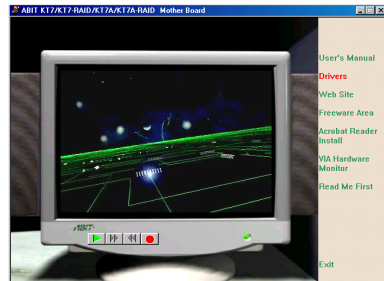 ABIT KT7/KT7-RAID/KT7A/KT7A-RAID Mother Board
User's Manual
Drivers
Web Site
Freeware Area
Acrobat Reader
Install
VIA Hardware
Monitor
Read Me First
ABIT
Exit